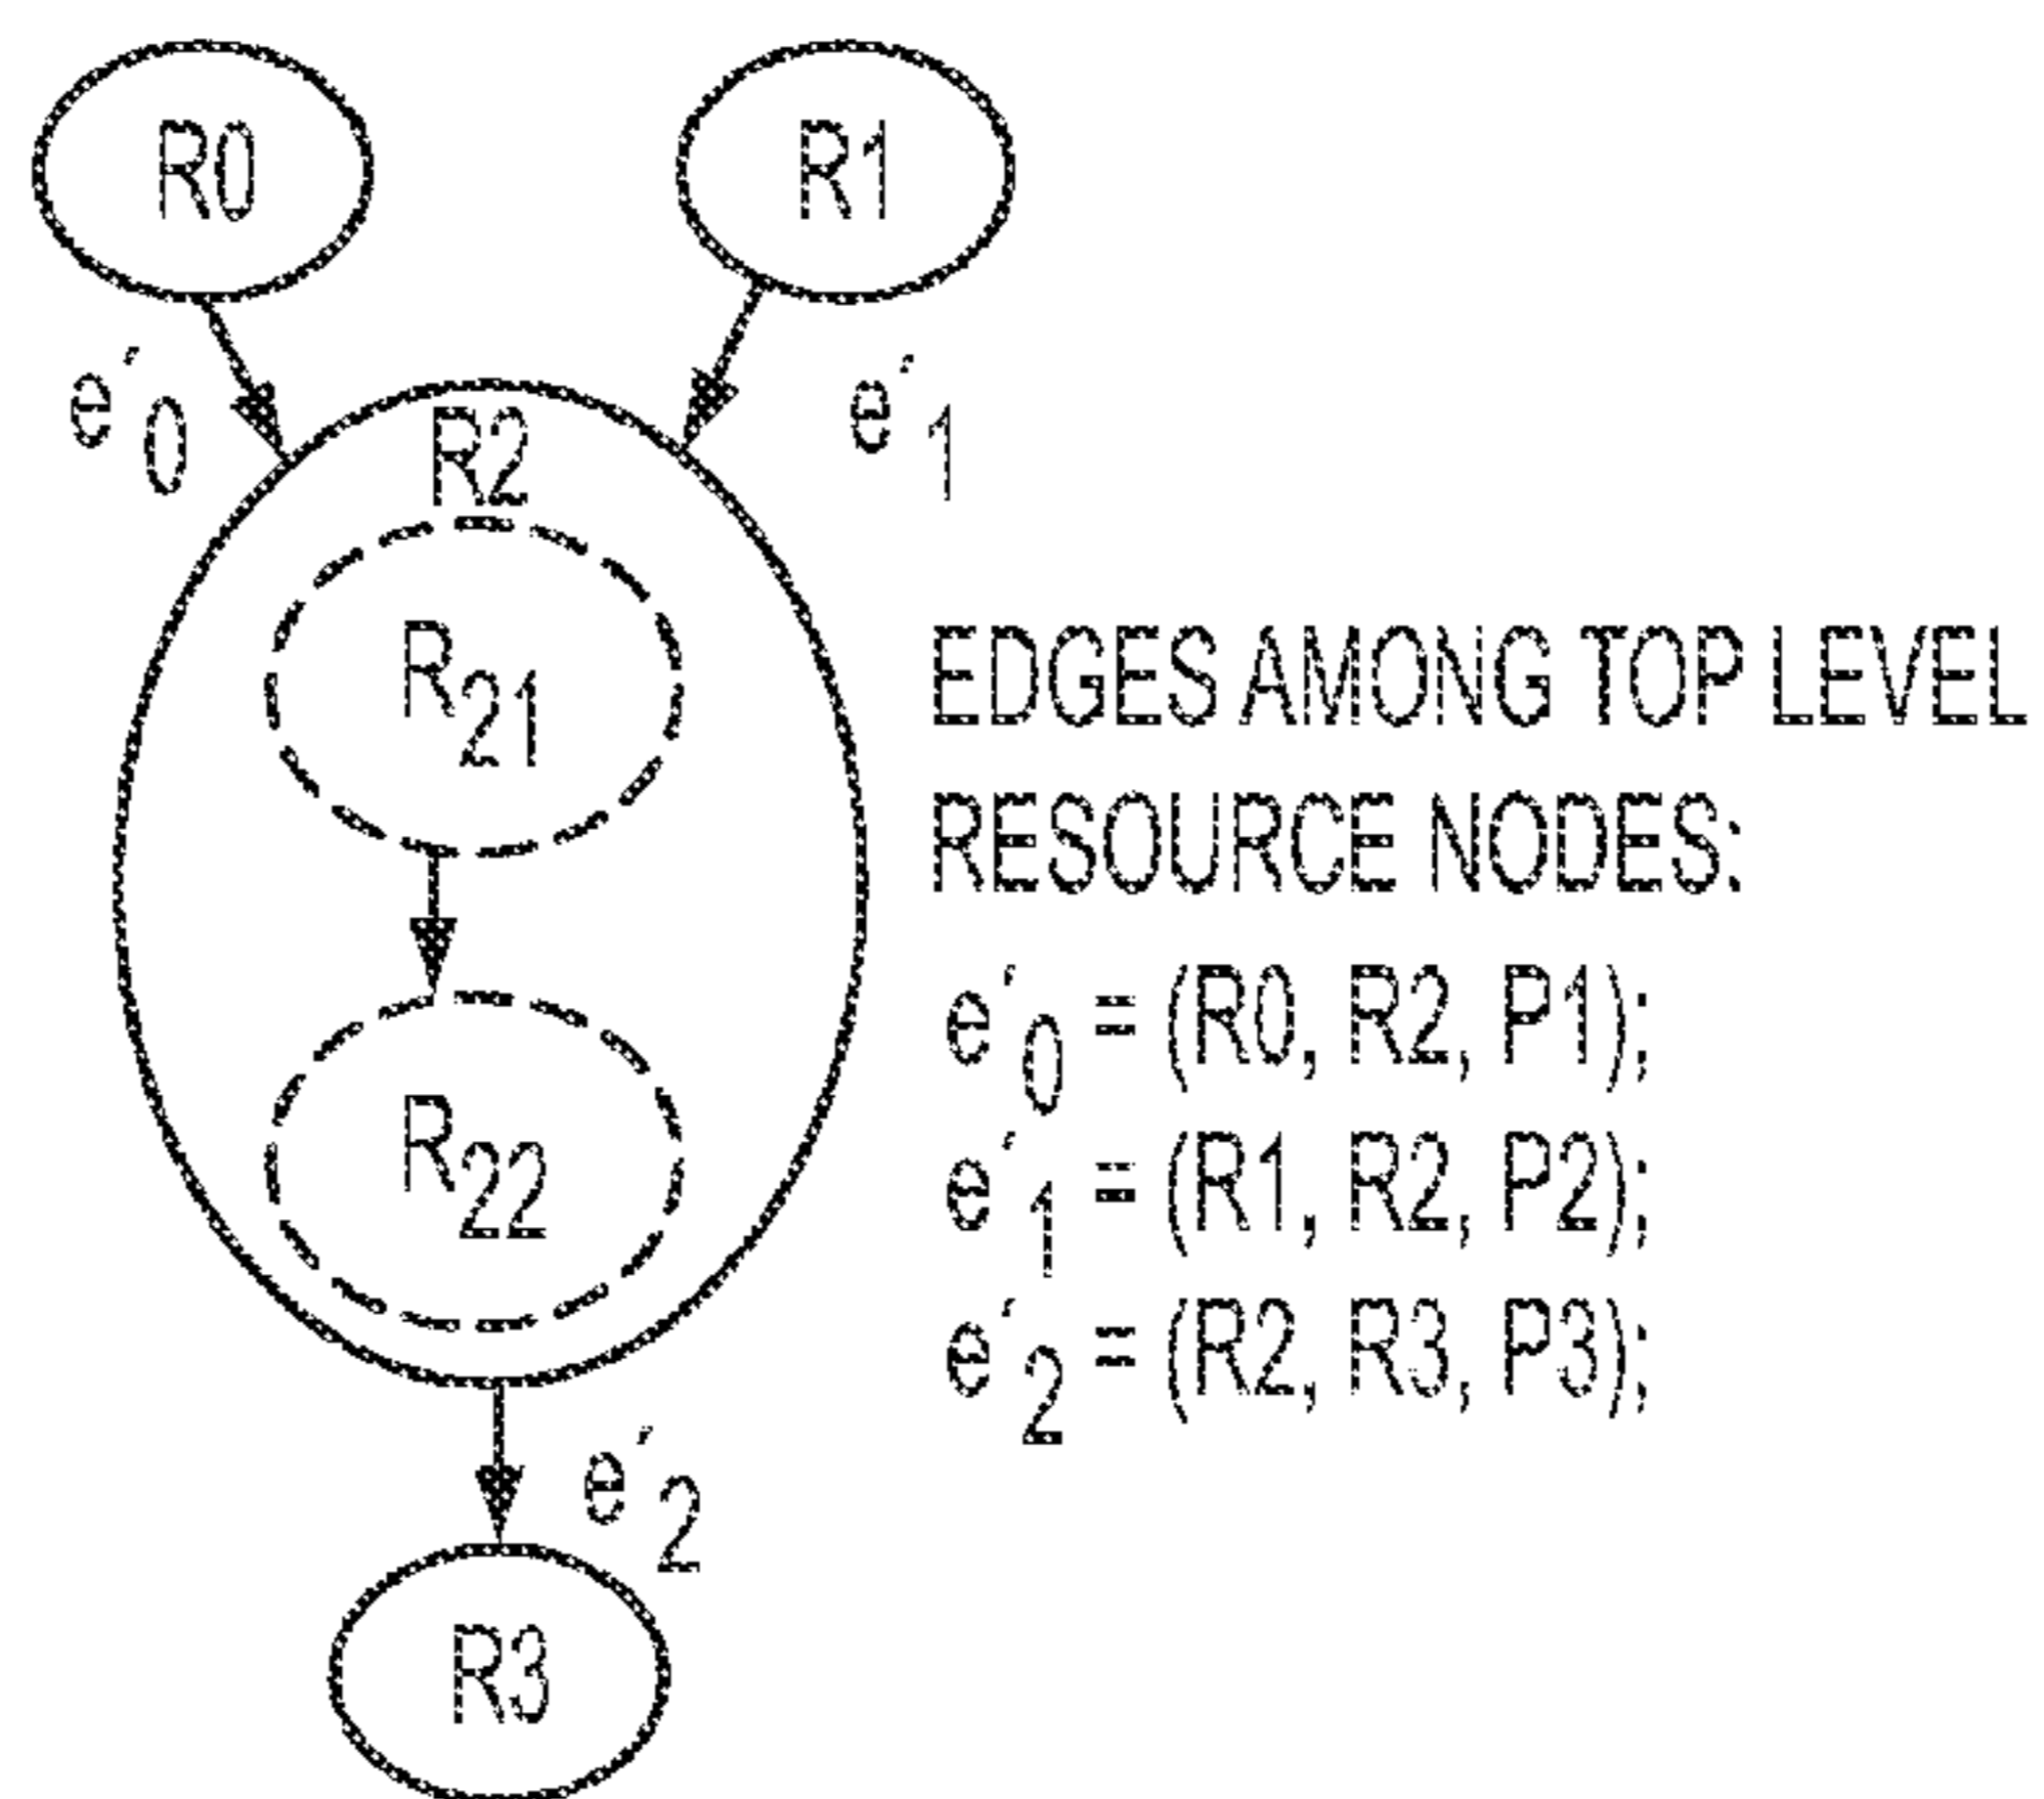 R0
R1
e′0
e′1
R2
R21
EDGES AMONG TOP LEVEL
RESOURCE NODES:
e′0 = (R0, R2, P1);
R22
e′1 = (R1, R2, P2);
e′2 = (R2, R3, P3);
e′2
R3